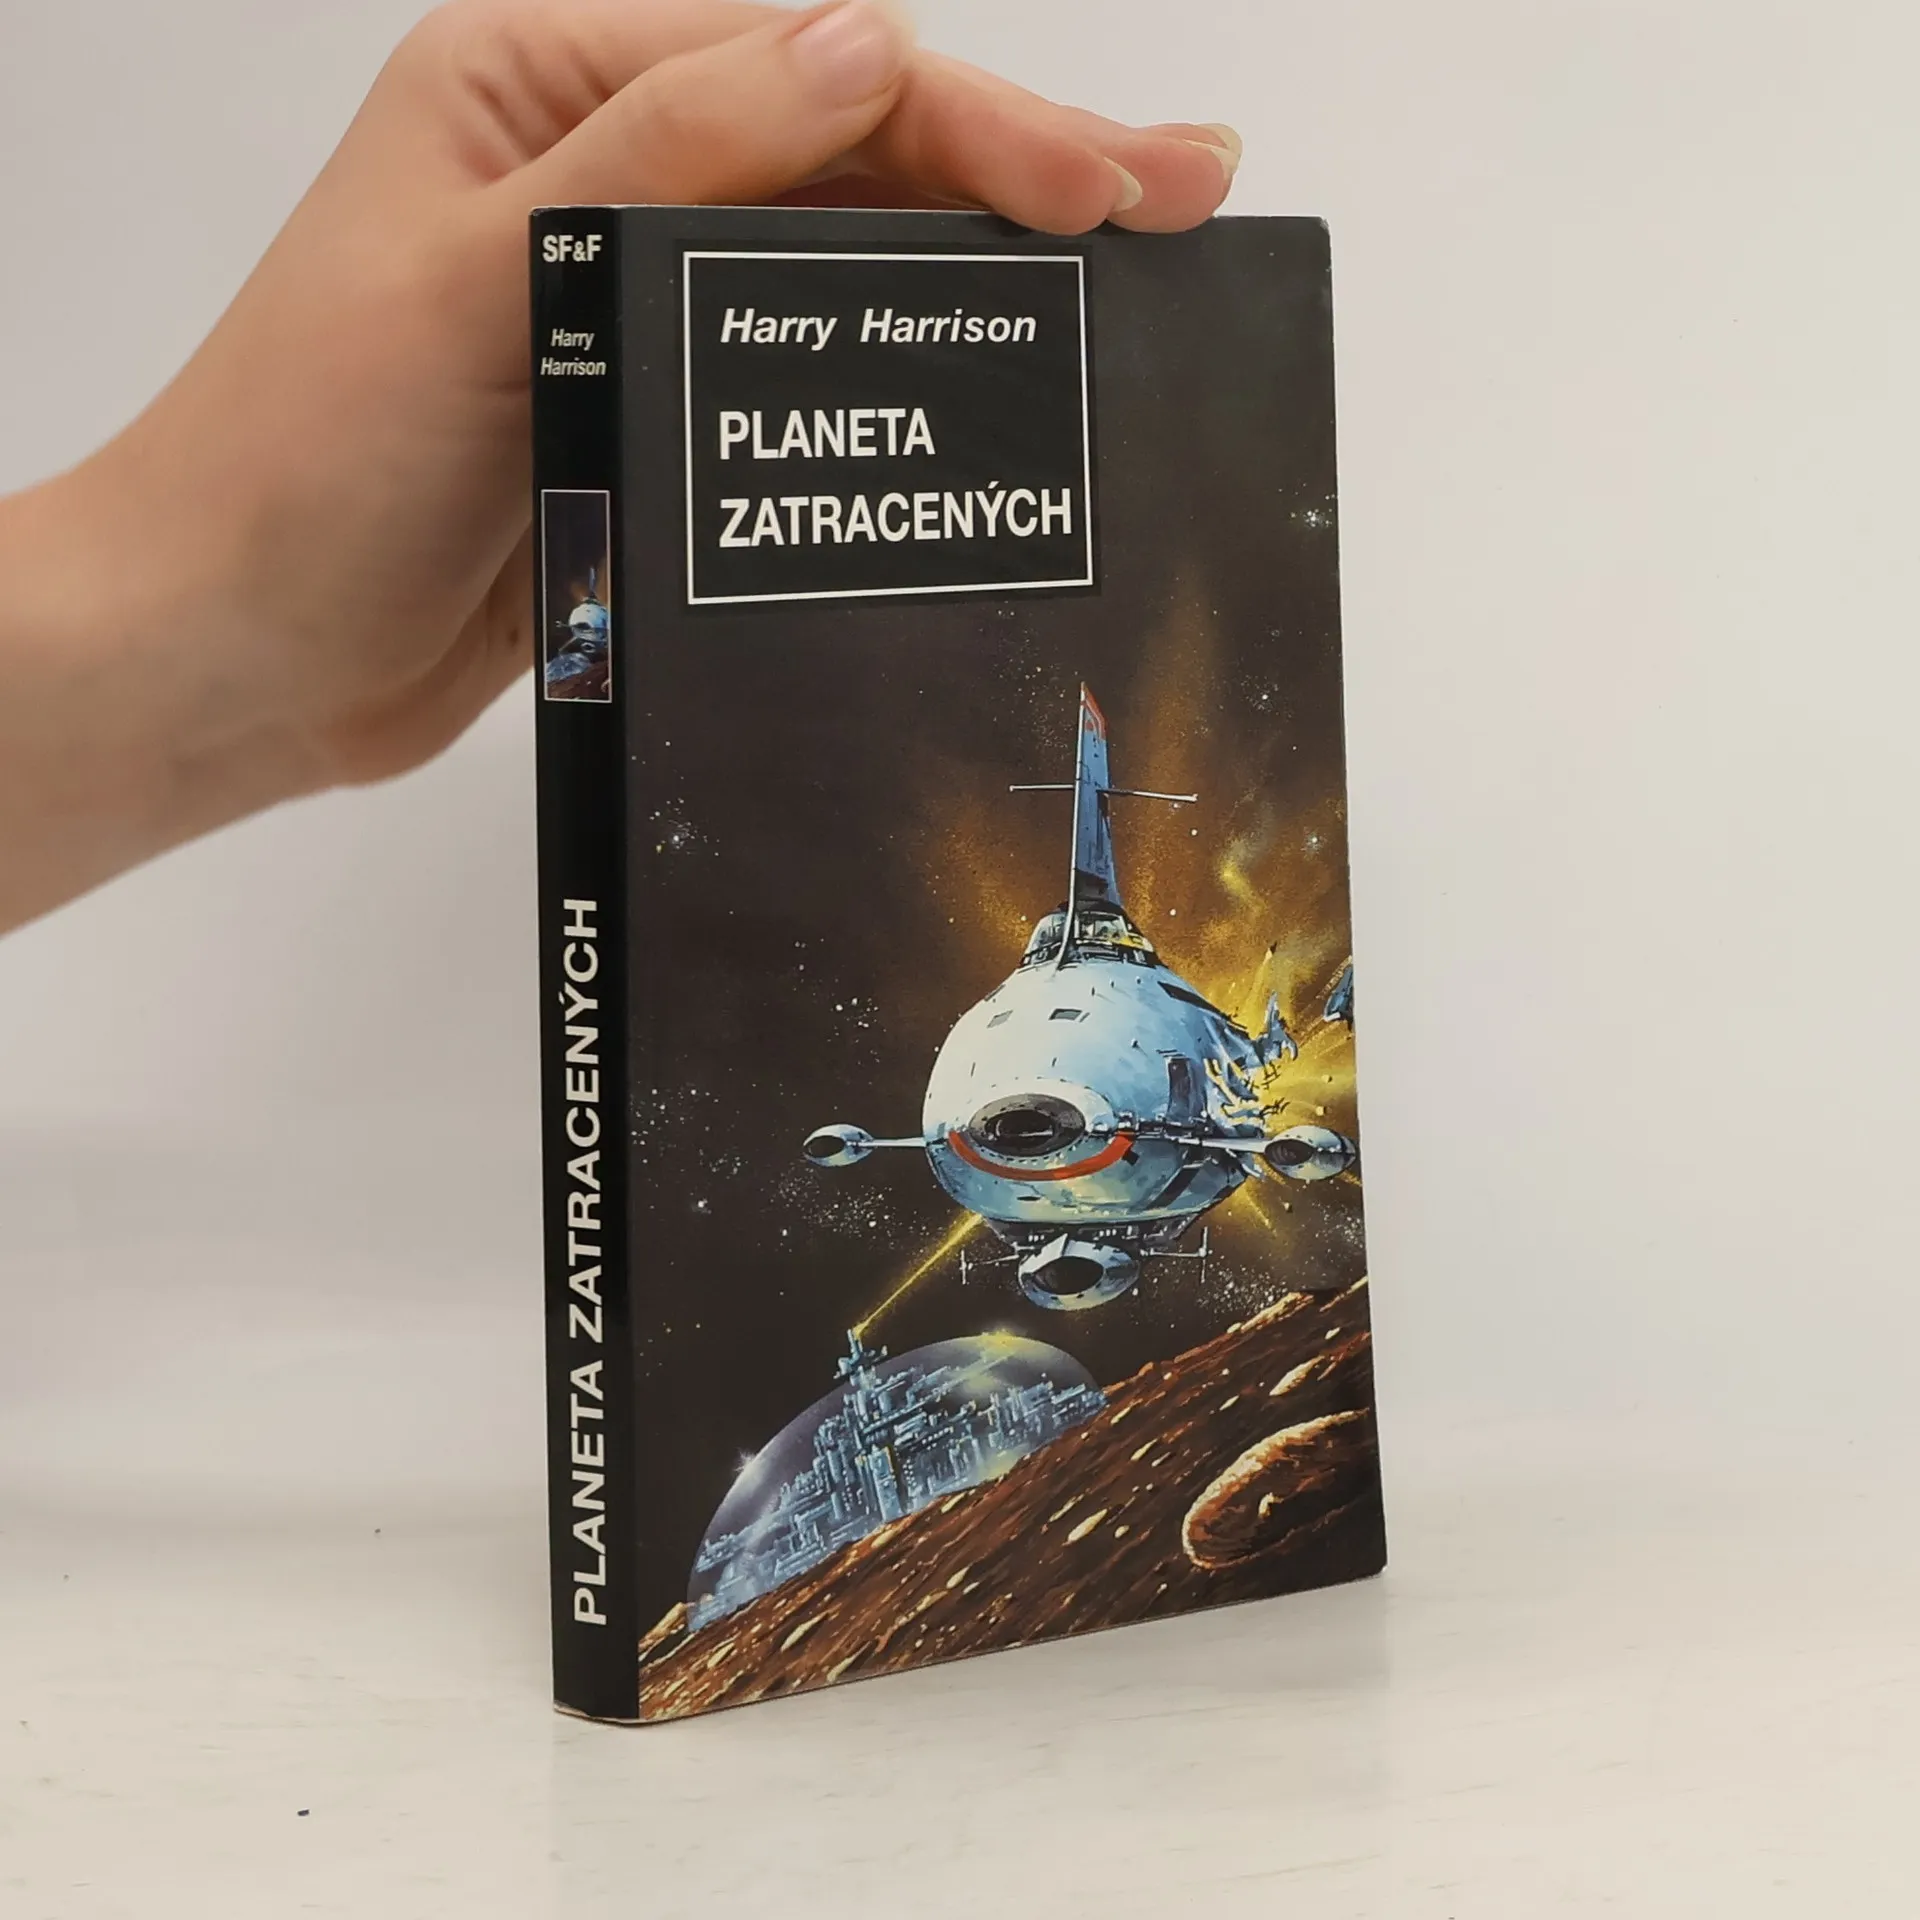 SF&F
Harry
Harrison
PLANETA ZATRACENÝCH
Harry Harrison
PLANETA
ZATRACENÝCH